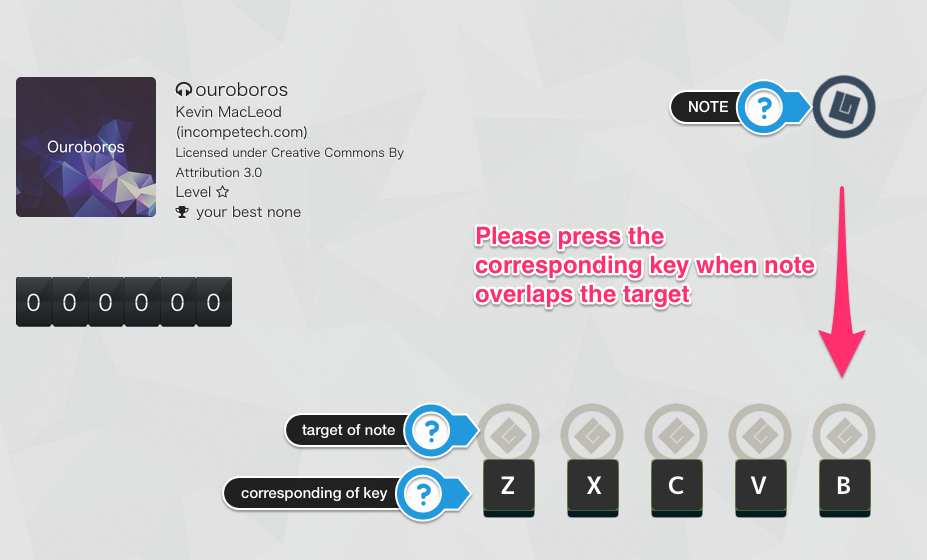 Ouroboros
ouroboros
Kevin MacLeod
(incompetech.com)
Licensed under Creative Commons By
Attribution 3.0
Level ☆
your best none
NOTE ?
Please press the
corresponding key when note
overlaps the target
0 0 0 0 0 0
target of note ?
corresponding of key ?
Z X C V B